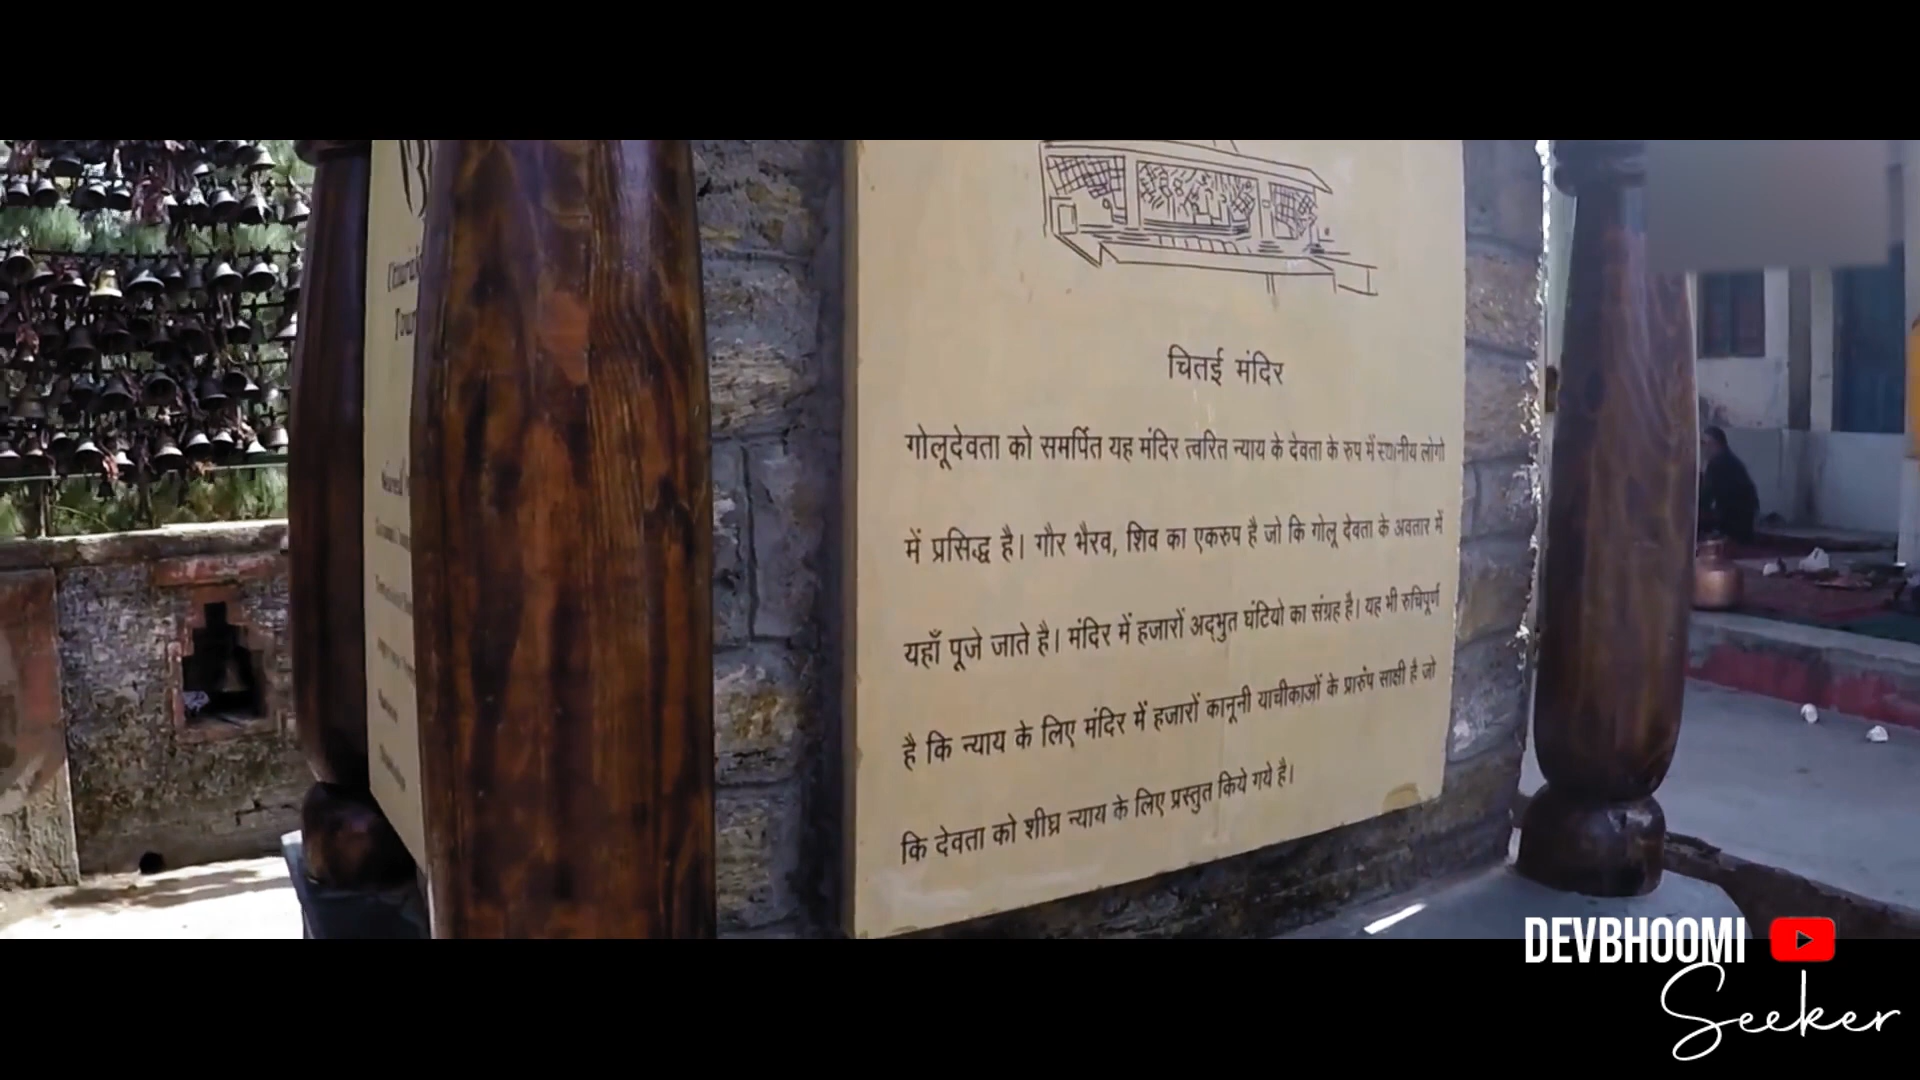 चितई मंदिर
गोलूदेवता को समर्पित यह मंदिर त्वरित न्याय के देवता के रुप में स्थानीय लोगो
में प्रसिद्ध है। गौर भैरव, शिव का एकरुप है जो कि गोलू देवता के अवतार में
यहाँ पूजे जाते है। मंदिर में हजारों अद्भुत घंटियो का संग्रह है। यह भी रुचिपूर्ण
है कि न्याय के लिए मंदिर में हजारों कानूनी याचीकाओं के प्रारुंप साक्षी है जो
कि देवता को शीघ्र न्याय के लिए प्रस्तुत किये गये है।
DEVBHOOMI
Seeker